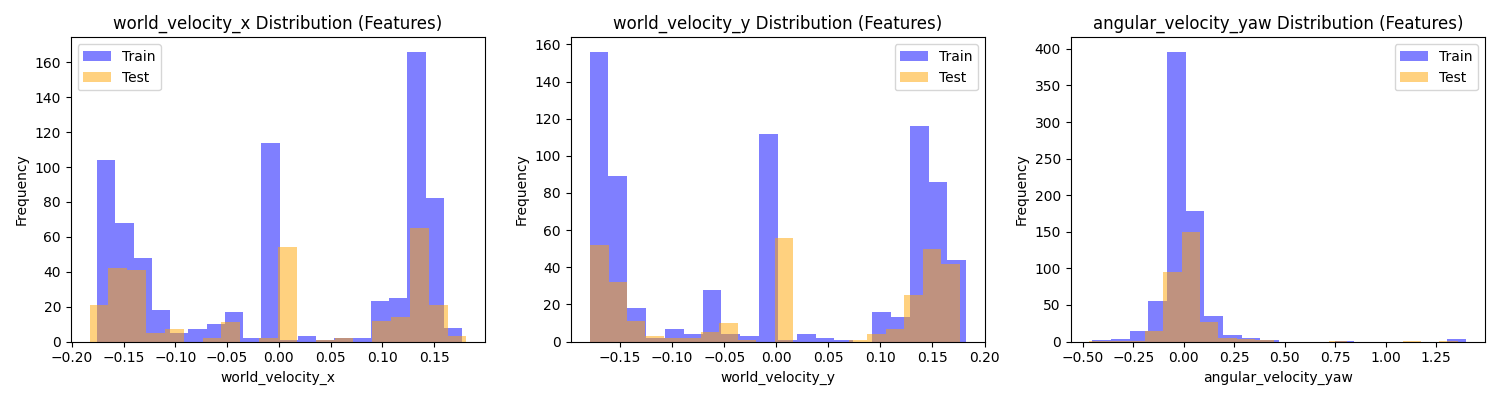 world_velocity_x Distribution (Features)
Frequency
160
140
120
100
80
60
40
20
0
Train
Test
−0.20 −0.15 −0.10 −0.05 0.00 0.05 0.10 0.15
world_velocity_x
world_velocity_y Distribution (Features)
Frequency
160
140
120
100
80
60
40
20
0
Train
Test
−0.15 −0.10 −0.05 0.00 0.05 0.10 0.15 0.20
world_velocity_y
angular_velocity_yaw Distribution (Features)
Frequency
400
350
300
250
200
150
100
50
0
Train
Test
−0.50 −0.25 0.00 0.25 0.50 0.75 1.00 1.25
angular_velocity_yaw